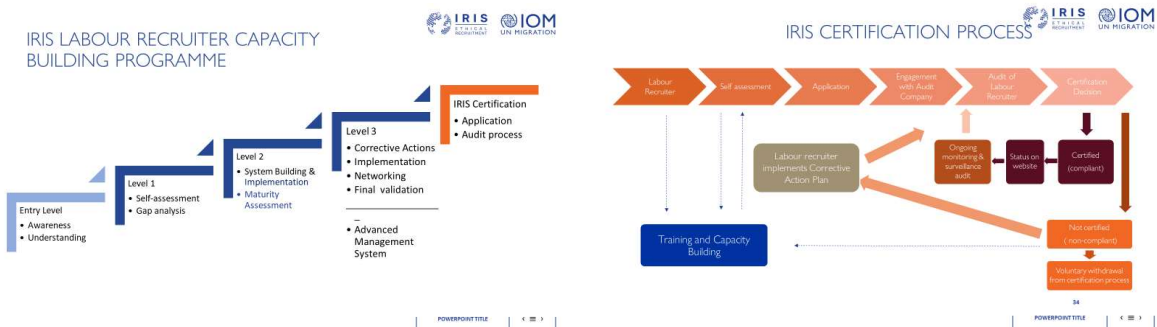 IRIS LABOUR RECRUITER CAPACITY
BUILDING PROGRAMME
IRIS
ETHICAL
RECRUITMENT
IOM
UN MIGRATION
Entry Level
• Awareness
• Understanding
Level 1
• Self-assessment
• Gap analysis
Level 2
• System Building &
Implementation
• Maturity
Assessment
Level 3
• Corrective Actions
• Implementation
• Networking
• Final validation
• Advanced
Management
System
IRIS Certification
• Application
• Audit process
POWERPOINT TITLE
IRIS CERTIFICATION PROCESS
IRIS
ETHICAL
RECRUITMENT
IOM
UN MIGRATION
Labour
Recruiter
Self assessment
Application
Engagement
with Audit
Company
Audit of
Labour
Recruiter
Certification
Decision
Labour recruiter
implements Corrective
Action Plan
Ongoing
monitoring &
surveillance
audit
Status on
website
Certified
(compliant)
Training and Capacity
Building
Not certified
( non-compliant)
Voluntary withdrawal
from certification process
34
POWERPOINT TITLE